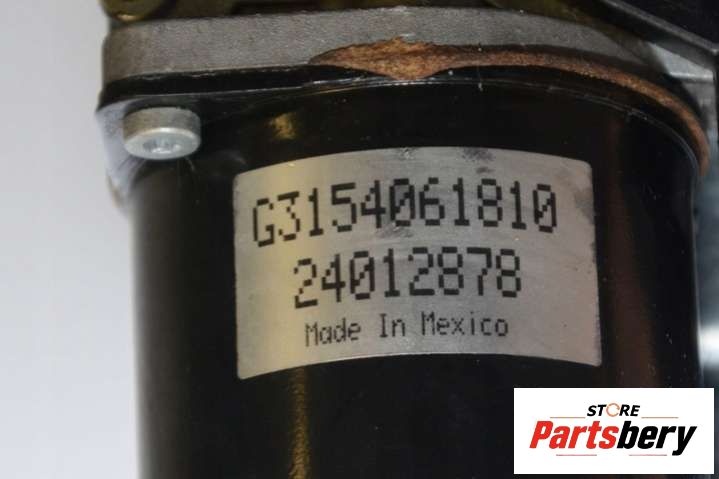 G3154061810
24012878
Made In Mexico
STORE
Partsbery